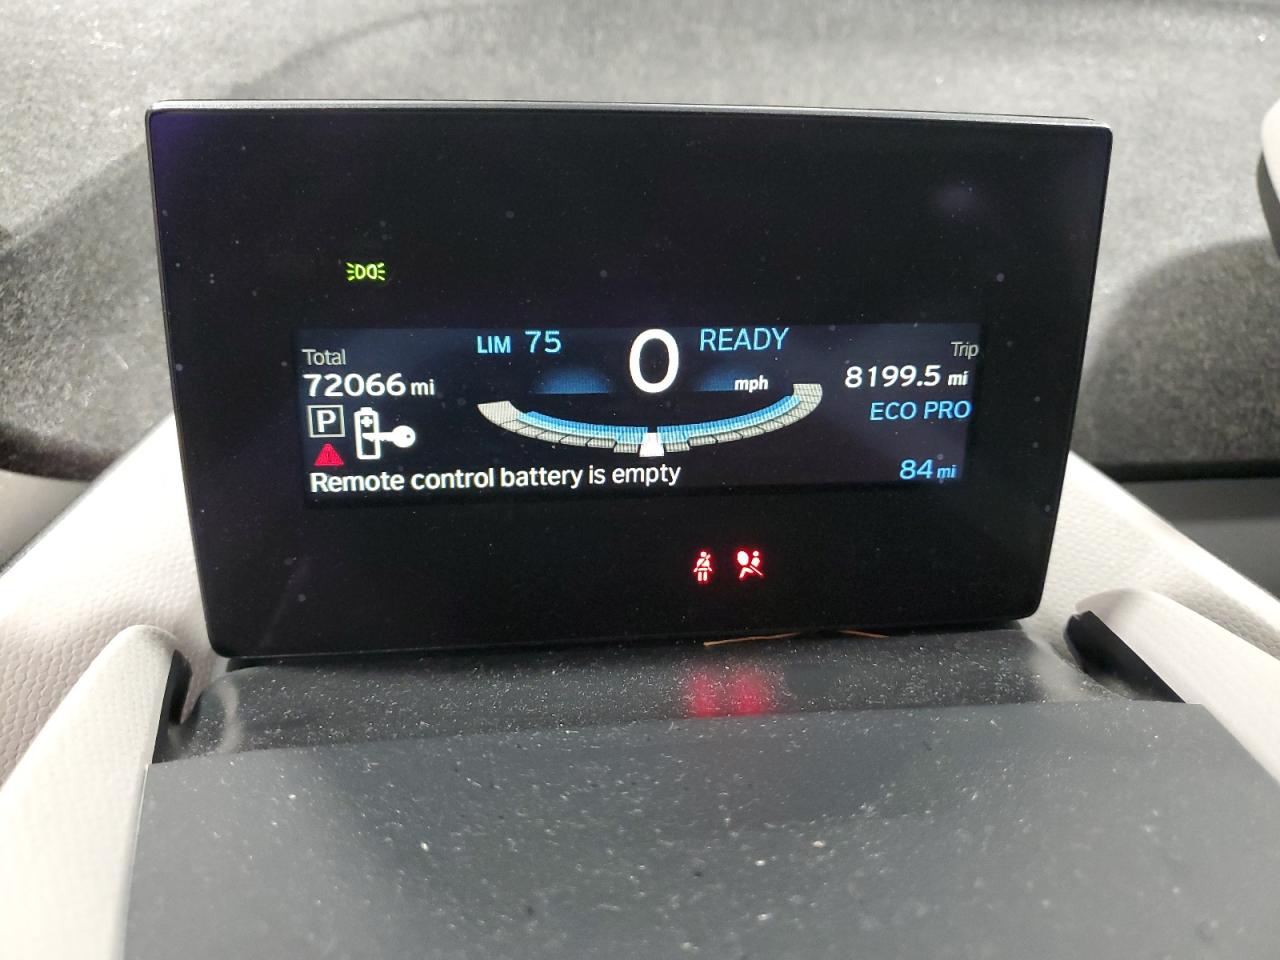 LIM 75
0
READY
Total
72066 mi
mph
Trip
8199.5 mi
P
ECO PRO
Remote control battery is empty
84 mi